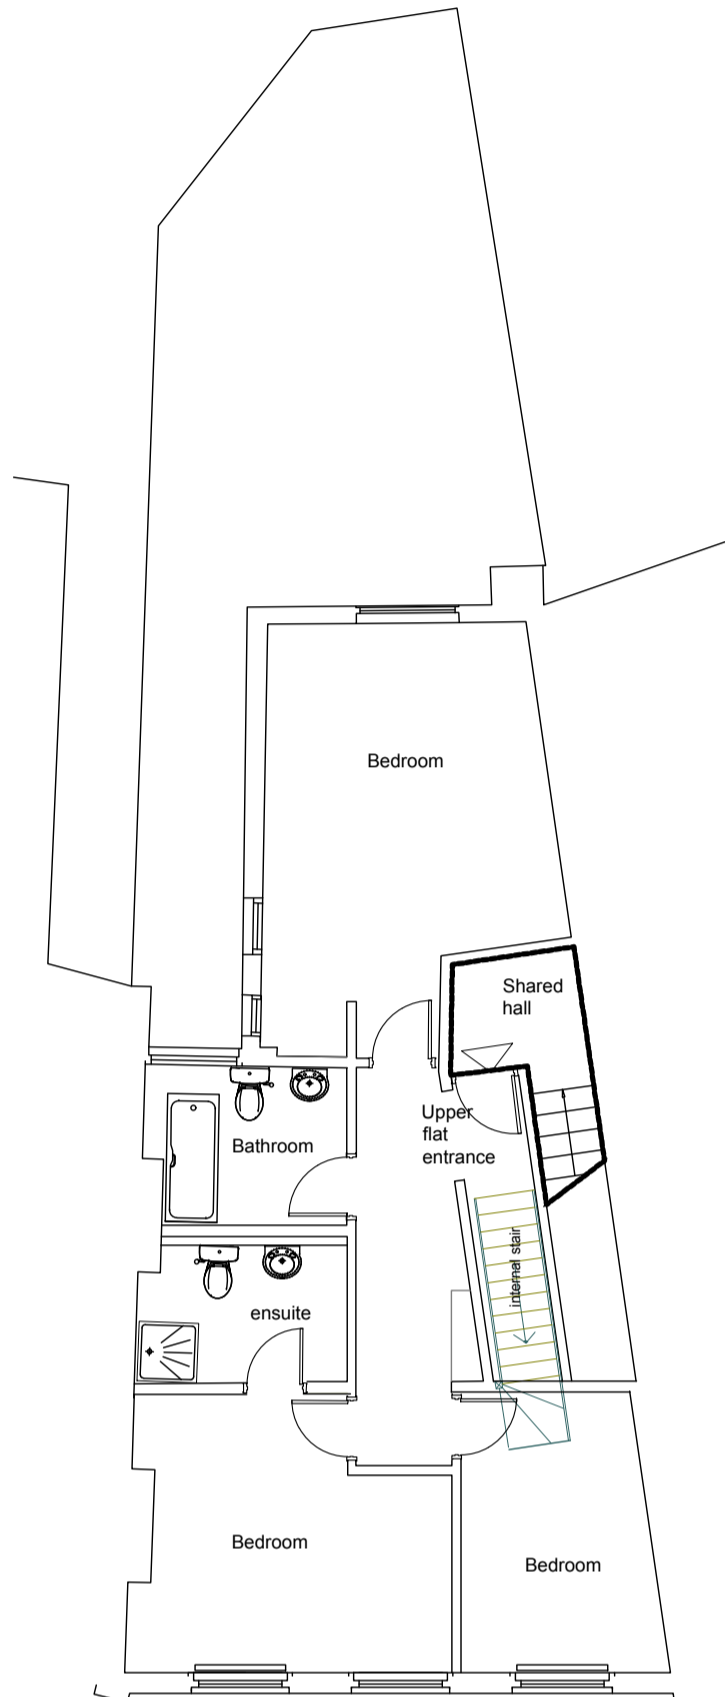 Bedroom
Shared
hall
Upper
flat
entrance
Bathroom
internal stair
ensuite
Bedroom
Bedroom